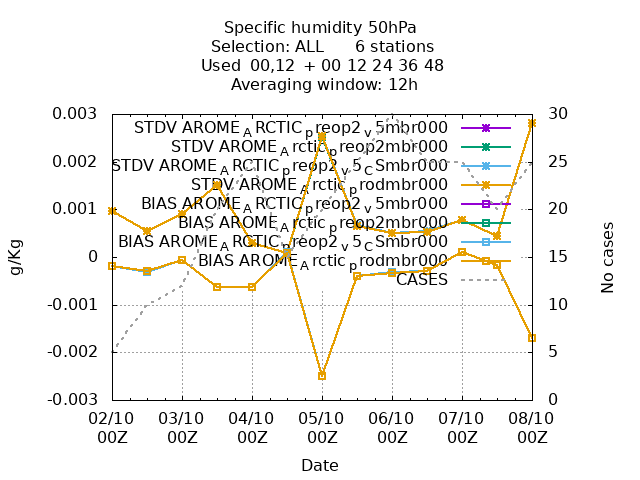 Specific humidity 50hPa
Selection: ALL 6 stations
Used 00,12 + 00 12 24 36 48
Averaging window: 12h
0.003
0.002
0.001
0
-0.001
-0.002
-0.003
g/Kg
STDV AROME_ARCTIC_preop2_v5mbr000
STDV AROME_Arctic_preop2mbr000
STDV AROME_ARCTIC_preop2_v5_CSmbr000
STDV AROME_Arctic_prodmbr000
BIAS AROME_ARCTIC_preop2_v5mbr000
BIAS AROME_Arctic_preop2mbr000
BIAS AROME_ARCTIC_preop2_v5_CSmbr000
BIAS AROME_Arctic_prodmbr000
CASES
30
25
20
15
10
5
0
No cases
02/10 03/10 04/10 05/10 06/10 07/10 08/10
00Z 00Z 00Z 00Z 00Z 00Z 00Z
Date